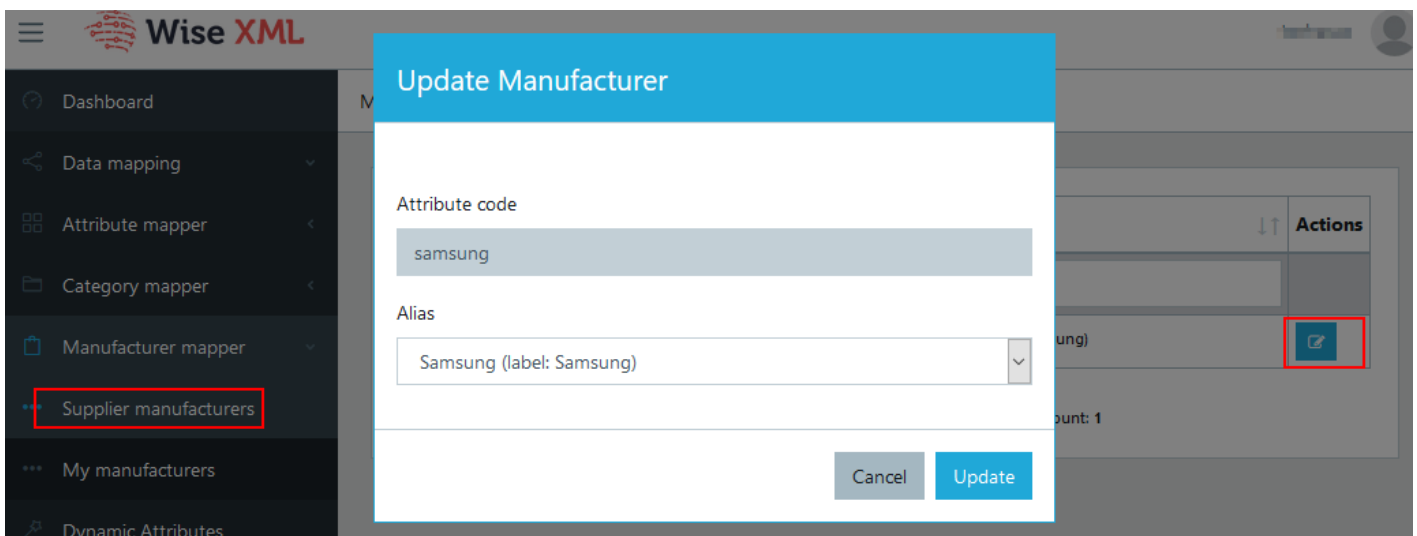 Wise XML
Update Manufacturer
Dashboard
M
Data mapping
Attribute code
Attribute mapper
Actions
samsung
Category mapper
Alias
Manufacturer mapper
Samsung (label: Samsung)
ung)
Supplier manufacturers
ount: 1
My manufacturers
Cancel
Update
Dynamic Attributes